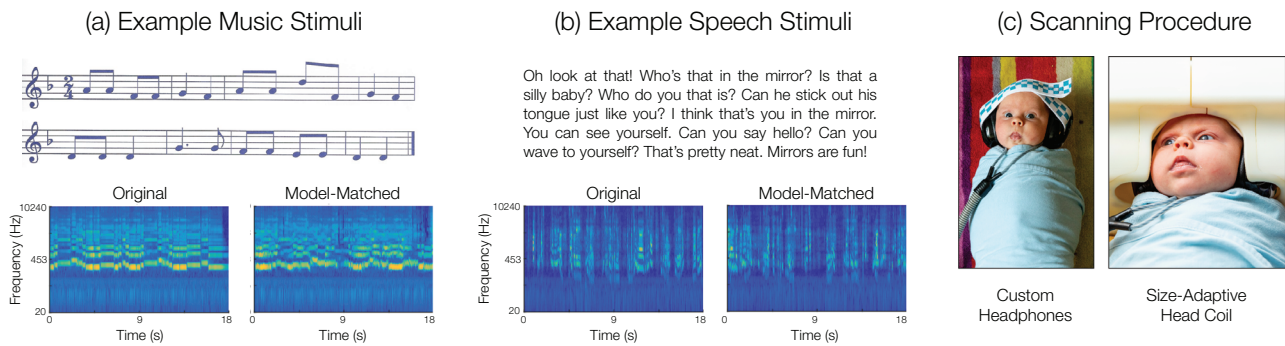 (a) Example Music Stimuli
2
4
Original
Model-Matched
10240
453
20
Frequency (Hz)
0
9
18
Time (s)
0
9
18
Time (s)
(b) Example Speech Stimuli
Oh look at that! Who's that in the mirror? Is that a
silly baby? Who do you that is? Can he stick out his
tongue just like you? I think that's you in the mirror.
You can see yourself. Can you say hello? Can you
wave to yourself? That's pretty neat. Mirrors are fun!
Original
Model-Matched
10240
453
20
Frequency (Hz)
0
9
18
Time (s)
0
9
18
Time (s)
(c) Scanning Procedure
Custom
Headphones
Size-Adaptive
Head Coil